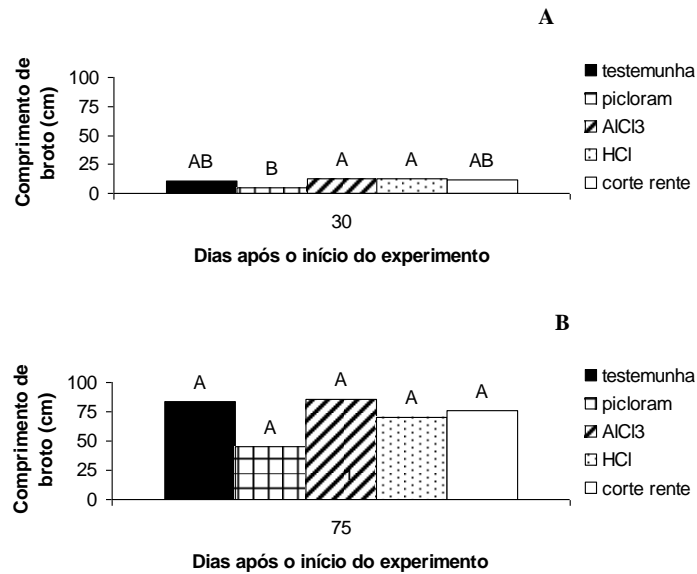 A
Comprimento de
broto (cm)
100
75
50
25
0
AB
B
A
A
AB
30
Dias após o início do experimento
testemunha
picloram
AlCl3
HCl
corte rente
B
Comprimento de
broto (cm)
100
75
50
25
0
A
A
A
A
A
75
Dias após o início do experimento
testemunha
picloram
AlCl3
HCl
corte rente